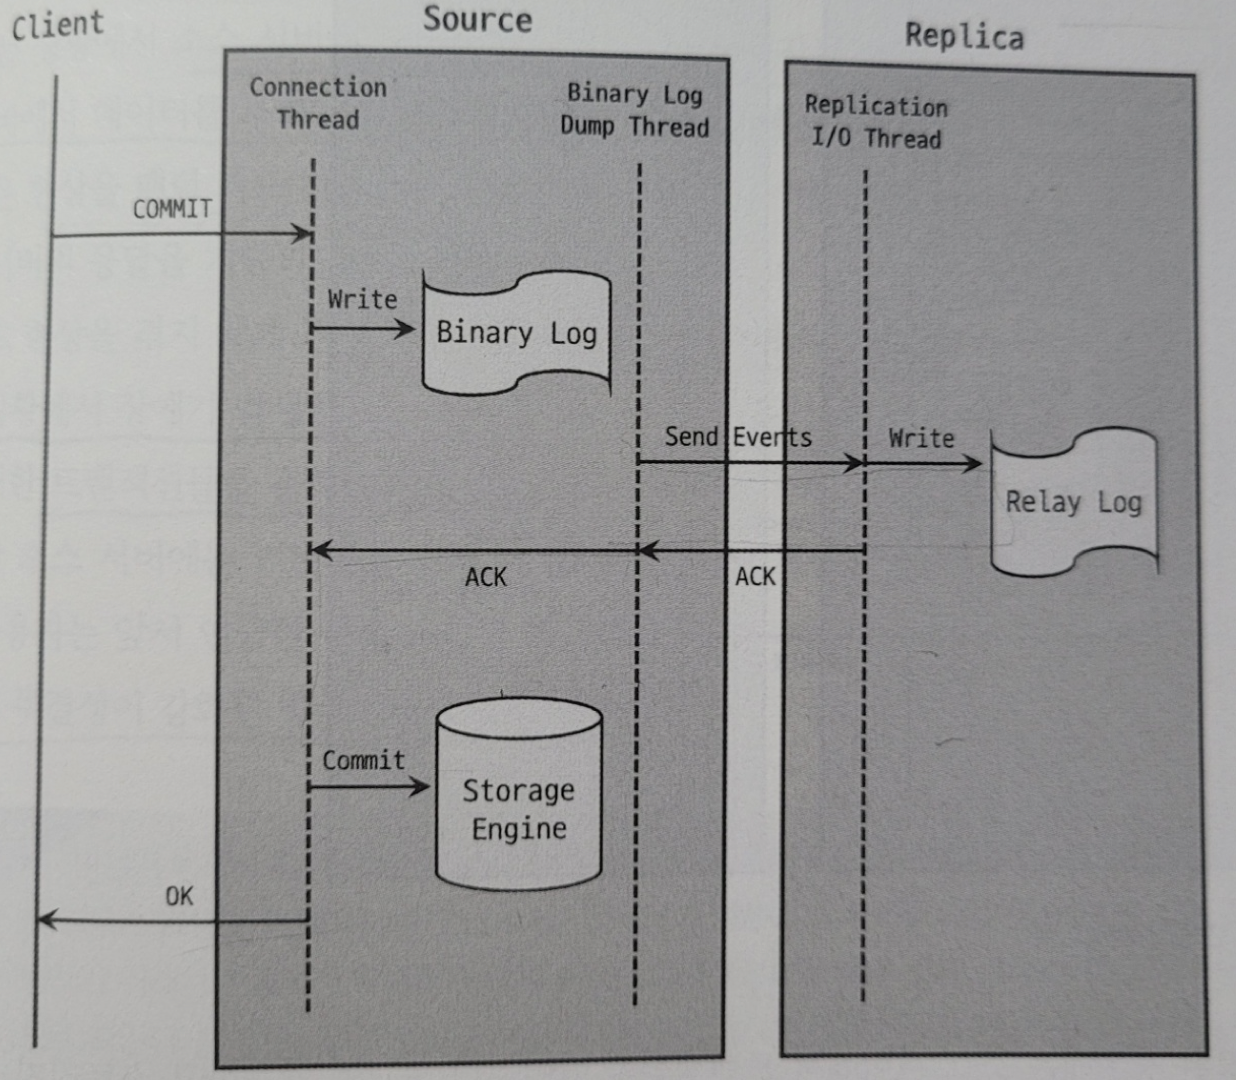 Client
Source
Replica
Connection
Thread
Binary Log
Dump Thread
Replication
I/O Thread
COMMIT
Write
Binary Log
Send Events
Write
Relay Log
ACK
ACK
Commit
Storage
Engine
OK